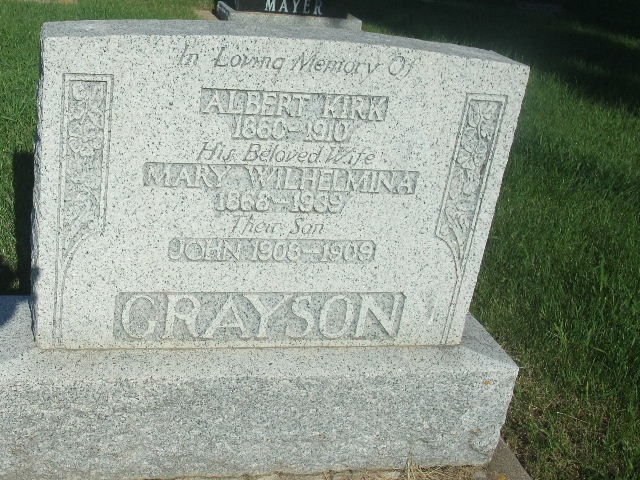 MAYER
In Loving Memory Of
ALBERT KIRK
1860-1910
His Beloved Wife
MARY WILHELMINA
1868-1939
Their Son
JOHN 1908-1909
GRAYSON